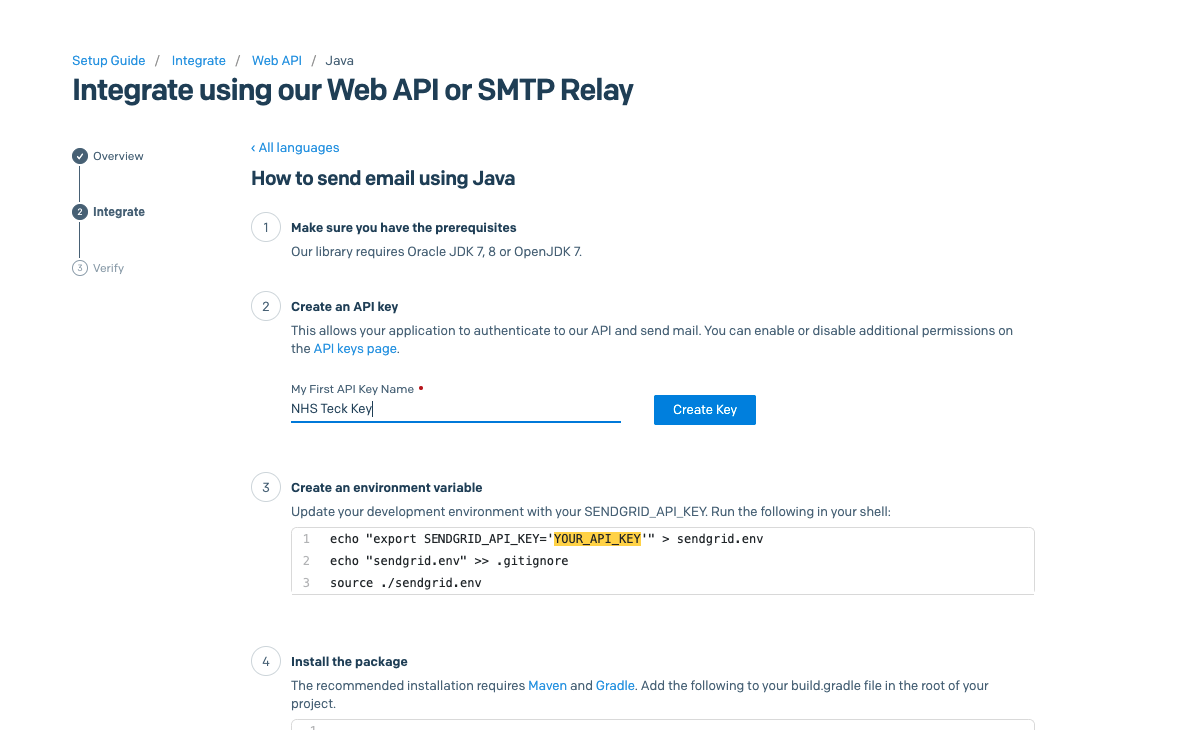 Setup Guide / Integrate / Web API / Java
Integrate using our Web API or SMTP Relay
Overview
2 Integrate
3 Verify
‹ All languages
How to send email using Java
1 Make sure you have the prerequisites
Our library requires Oracle JDK 7, 8 or OpenJDK 7.
2 Create an API key
This allows your application to authenticate to our API and send mail. You can enable or disable additional permissions on
the API keys page.
My First API Key Name •
NHS Teck Key
Create Key
3 Create an environment variable
Update your development environment with your SENDGRID_API_KEY. Run the following in your shell:
1 echo "export SENDGRID_API_KEY='YOUR_API_KEY'" > sendgrid.env
2 echo "sendgrid.env" >> .gitignore
3 source ./sendgrid.env
4 Install the package
The recommended installation requires Maven and Gradle. Add the following to your build.gradle file in the root of your
project.
1